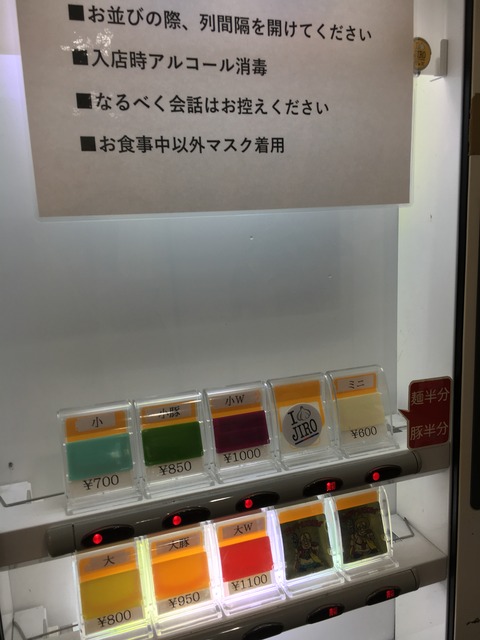 ■お並びの際、列間隔を開けてください
■入店時アルコール消毒
■なるべく会話はお控えください
■お食事中以外マスク着用
小
小豚
小W
ミニ
¥700
¥850
¥1000
I
JIRO
¥600
麺半分
豚半分
大
大豚
大W
¥800
¥950
¥1100